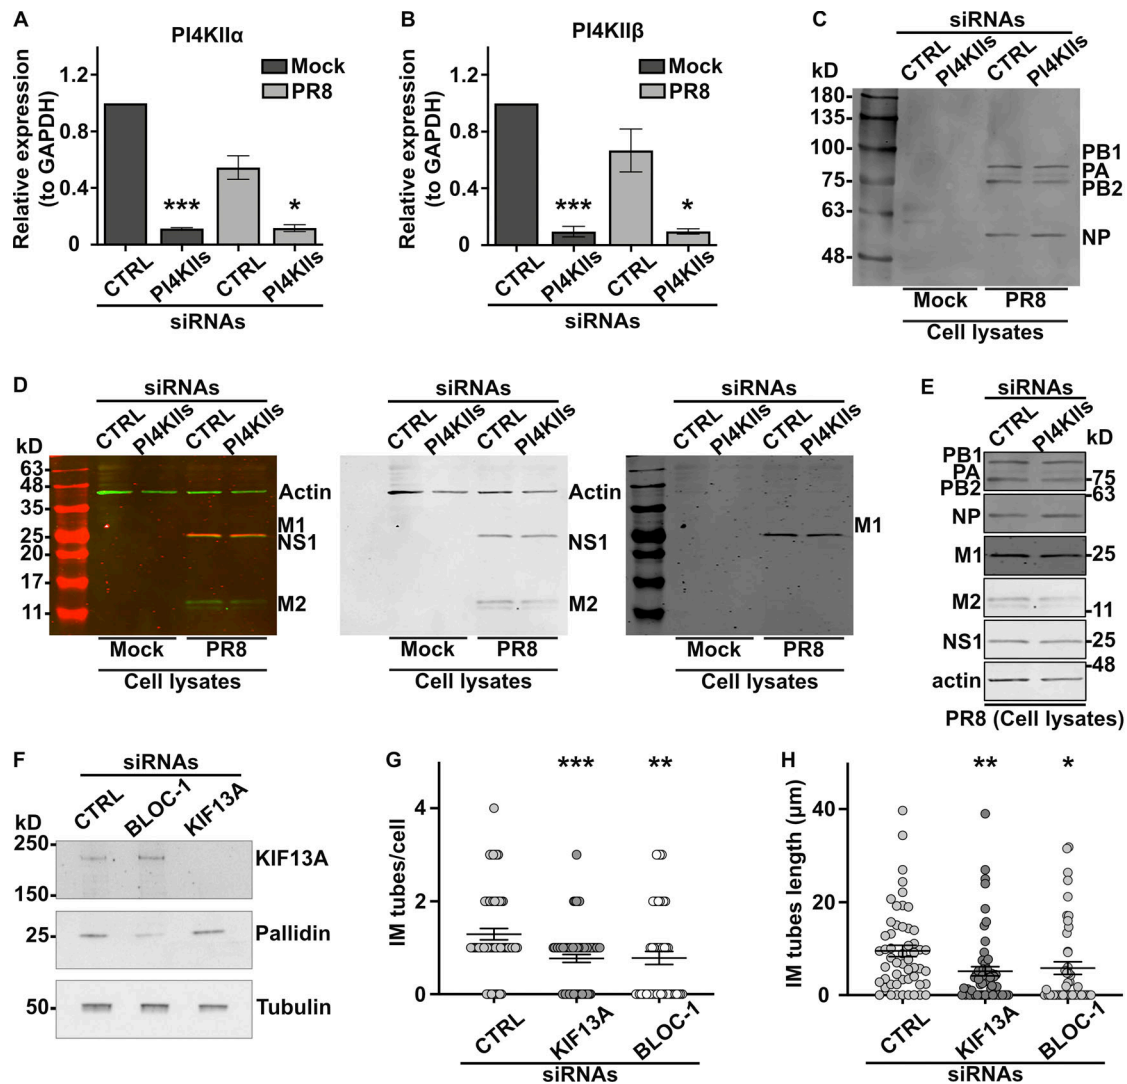 A
PI4KIIα
Relative expression
(to GAPDH)
1.2
0.8
0.4
0
Mock
PR8
***
*
CTRL
PI4KIIs
CTRL
PI4KIIs
siRNAs
B
PI4KIIβ
Relative expression
(to GAPDH)
1.2
0.8
0.4
0
Mock
PR8
***
*
CTRL
PI4KIIs
CTRL
PI4KIIs
siRNAs
C
siRNAs
CTRL
PI4KIIs
CTRL
PI4KIIs
kD
180
135
100
75
63
48
PB1
PA
PB2
NP
Mock
PR8
Cell lysates
D
siRNAs
CTRL
PI4KIIs
CTRL
PI4KIIs
kD
63
48
35
25
20
17
11
Actin
M1
NS1
M2
Mock
PR8
Cell lysates
siRNAs
CTRL
PI4KIIs
CTRL
PI4KIIs
Actin
NS1
M2
Mock
PR8
Cell lysates
siRNAs
CTRL
PI4KIIs
CTRL
PI4KIIs
M1
Mock
PR8
Cell lysates
E
siRNAs
CTRL
PI4KIIs
kD
PB1
PA
PB2
75
63
NP
M1
25
M2
11
NS1
25
48
actin
PR8 (Cell lysates)
F
siRNAs
CTRL
BLOC-1
KIF13A
kD
250
150
KIF13A
25
Pallidin
50
Tubulin
G
***
**
IM tubes/cell
4
2
0
CTRL
KIF13A
BLOC-1
siRNAs
H
**
*
IM tubes length (µm)
40
20
0
CTRL
KIF13A
BLOC-1
siRNAs